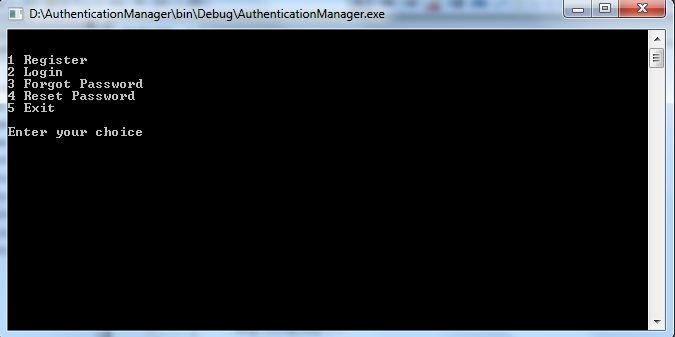 D:\AuthenticationManager\bin\Debug\AuthenticationManager.exe
1 Register
2 Login
3 Forgot Password
4 Reset Password
5 Exit
Enter your choice